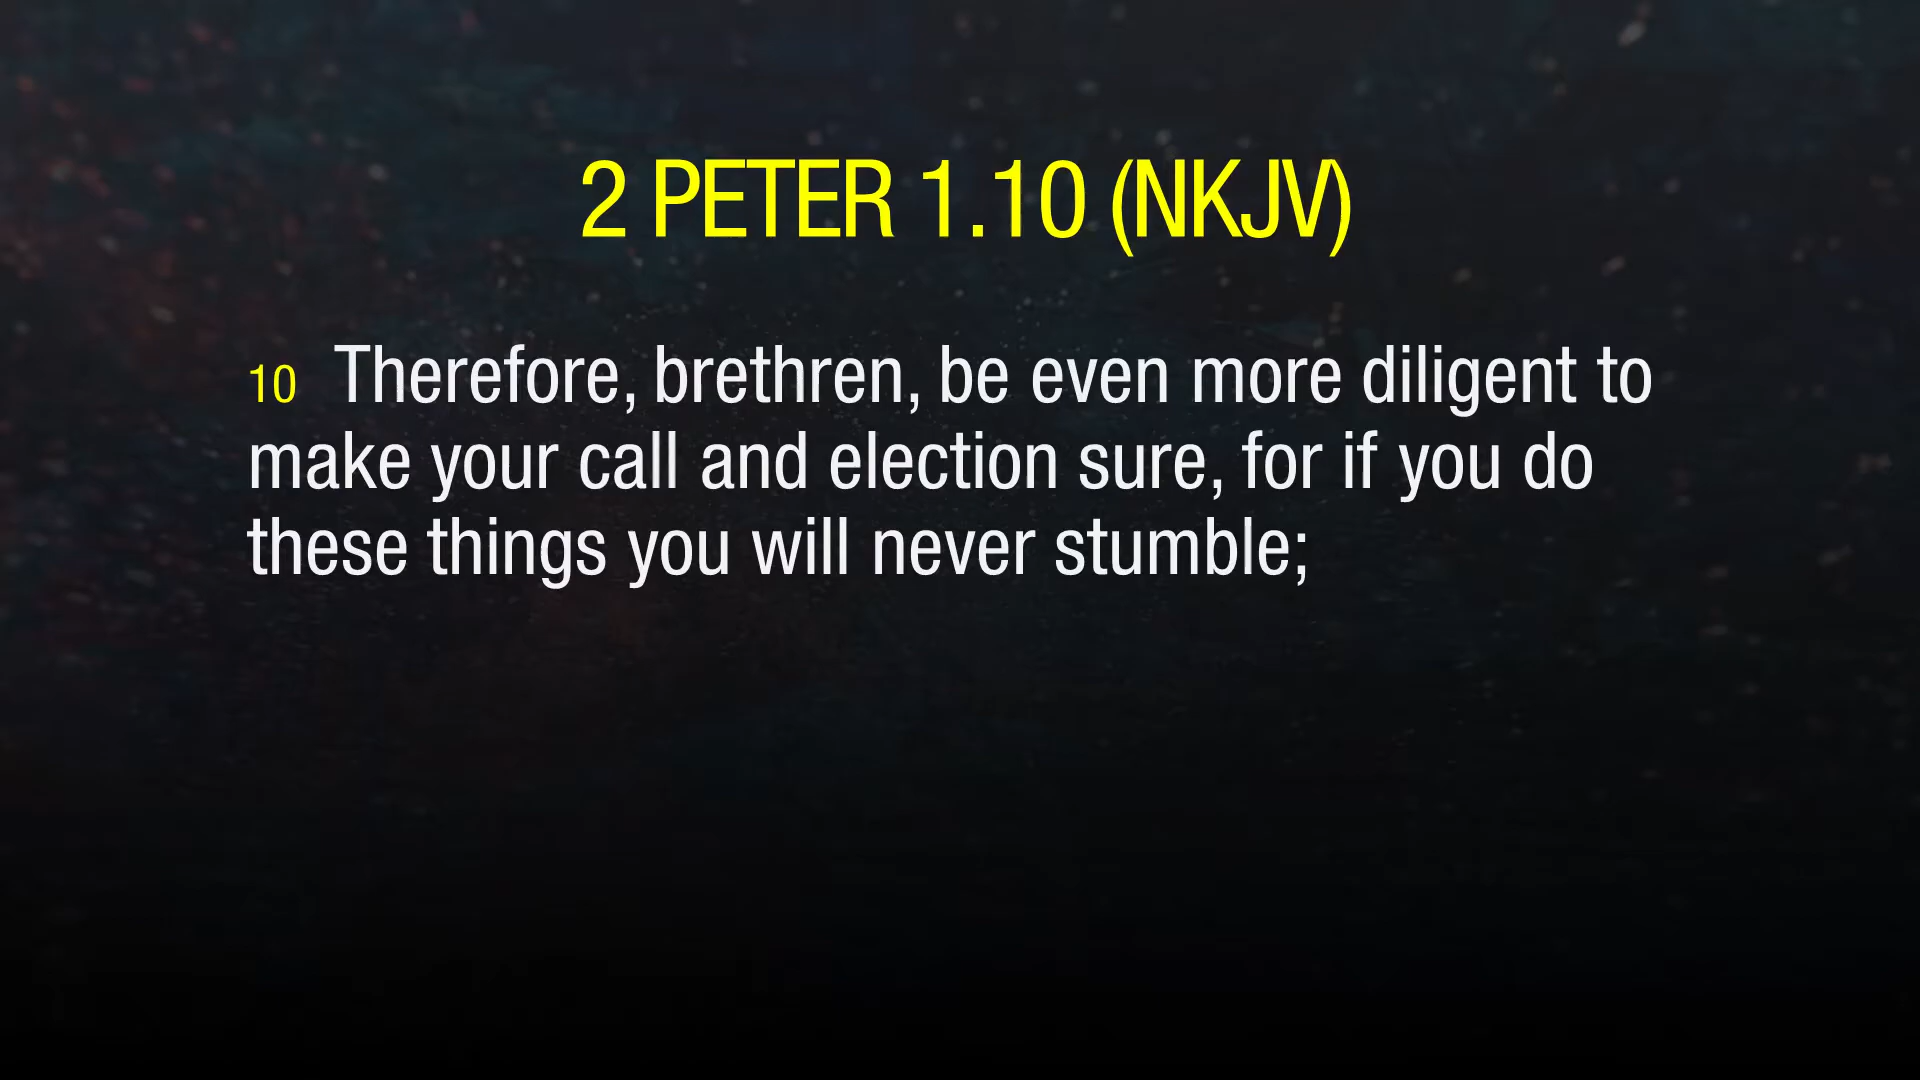 2 PETER 1.10 (NKJV)
10 Therefore, brethren, be even more diligent to
make your call and election sure, for if you do
these things you will never stumble;